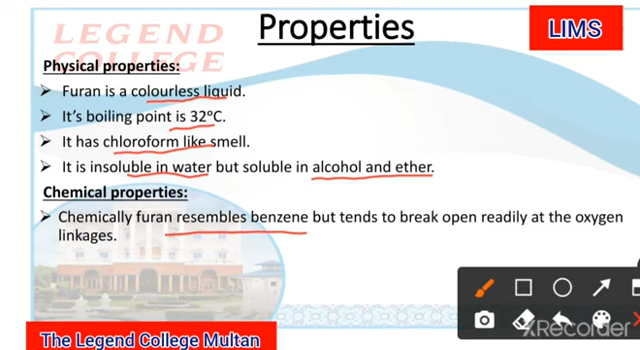 LEGEND
COLLEGE
Properties
LIMS
Physical properties:
➤ Furan is a colourless liquid.
➤ It's boiling point is 32°C.
➤ It has chloroform like smell.
➤ It is insoluble in water but soluble in alcohol and ether.
Chemical properties:
➤ Chemically furan resembles benzene but tends to break open readily at the oxygen
linkages.
The Legend College Multan
XRecorder